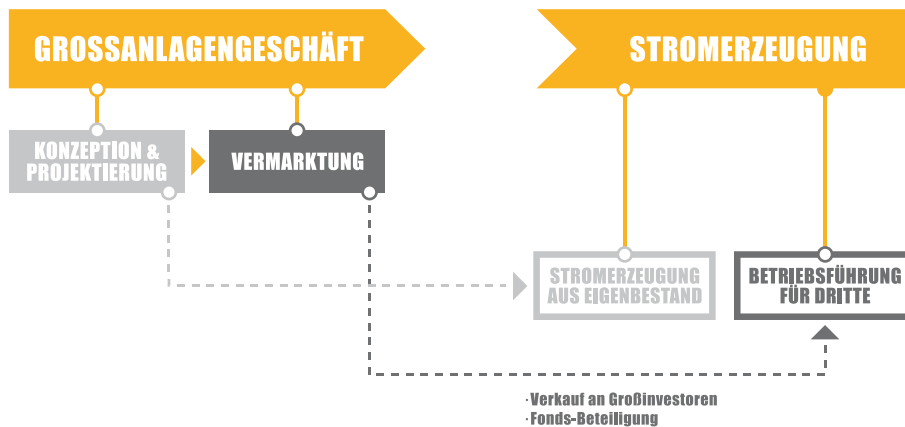 GROSSANLAGENGESCHÄFT
STROMERZEUGUNG
KONZEPTION &
PROJEKTIERUNG
VERMARKTUNG
STROMERZEUGUNG
AUS EIGENBESTAND
BETRIEBSFÜHRUNG
FÜR DRITTE
· Verkauf an Großinvestoren
· Fonds-Beteiligung